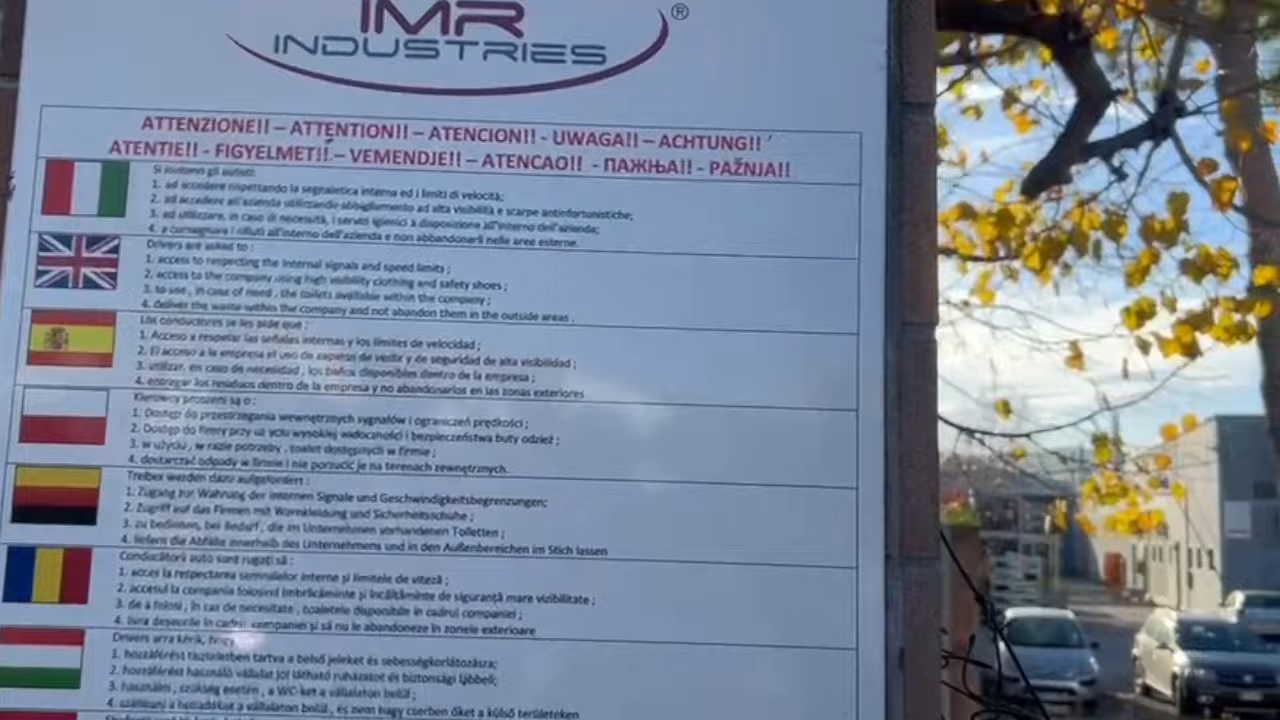 IMR
INDUSTRIES ®
ATTENZIONE!! – ATTENTION!! – ATENCION!! - UWAGA!! – ACHTUNG!!
ATENTIE!! - FIGYELMET!! – VEMENDJE!! – ATENCAO!! - ПАЖЊА!! - PAŽNJA!!
Si invitano gli autisti:
1. ad accedere rispettando la segnaletica interna ed i limiti di velocità;
2. ad accedere all'azienda utilizzando abbigliamento ad alta visibilità e scarpe antinfortunistiche;
3. ad utilizzare, in caso di necessità, i servizi igienici a disposizione all'interno dell'azienda;
4. a consegnare i rifiuti all'interno dell'azienda e non abbandonarli nelle aree esterne.
Drivers are asked to :
1. access to respecting the internal signals and speed limits ;
2. access to the company using high visibility clothing and safety shoes ;
3. to use , in case of need , the toilets available within the company ;
4. deliver the waste within the company and not abandon them in the outside areas .
Los conductores se les pide que :
1. Acceso a respetar las señales internas y los límites de velocidad ;
2. El acceso a la empresa el uso de zapatos de vestir y de seguridad de alta visibilidad ;
3. utilizar, en caso de necesidad , los baños disponibles dentro de la empresa ;
4. entregar los residuos dentro de la empresa y no abandonarlos en las zonas exteriores
Kierowcy proszeni są o :
1. Dostęp do przestrzegania wewnętrznych sygnałów i ograniczeń prędkości ;
2. Dostęp do firmy przy użyciu wysokiej widoczności i bezpieczeństwa buty odzież ;
3. w użyciu , w razie potrzeby , toalet dostępnych w firmie ;
4. dostarczać odpady w firmie i nie porzucić je na terenach zewnętrznych.
Treiber werden dazu aufgefordert :
1. Zugang zur Wahrung der internen Signale und Geschwindigkeitsbegrenzungen;
2. Zugriff auf das Firmen mit Warnkleidung und Sicherheitsschuhe ;
3. zu bedienen, bei Bedarf , die im Unternehmen vorhandenen Toiletten ;
4. liefern die Abfälle innerhalb des Unternehmens und in den Außenbereichen im Stich lassen
Conducătorii auto sunt rugați să :
1. acces la respectarea semnalelor interne și limitele de viteză ;
2. accesul la compania folosind îmbrăcăminte și încălțăminte de siguranță mare vizibilitate ;
3. de a folosi , în caz de necesitate , toaletele disponibile în cadrul companiei ;
4. livra deșeurile în cadrul companiei și să nu le abandoneze în zonele exterioare
Drivers arra kérik, hogy
1. hozzáférést tiszteletben tartva a belső jeleket és sebességkorlátozásra;
2. hozzáférést használó vállalat jól látható ruházatot és biztonsági lábbeli;
3. használni , szükség esetén , a WC-ket a vállalaton belül ;
4. szállítani a hulladékot a vállalaton belül , és nem hagy cserben őket a külső területeken